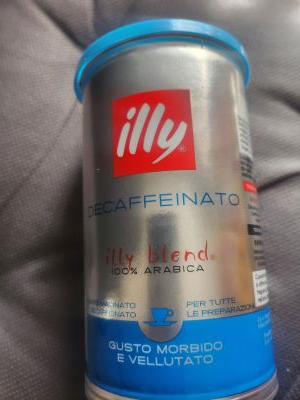 illy
DECAFFEINATO
illy blend
100% ARABICA
PER TUTTE
LE PREPARAZIONI
GUSTO MORBIDO
E VELLUTATO